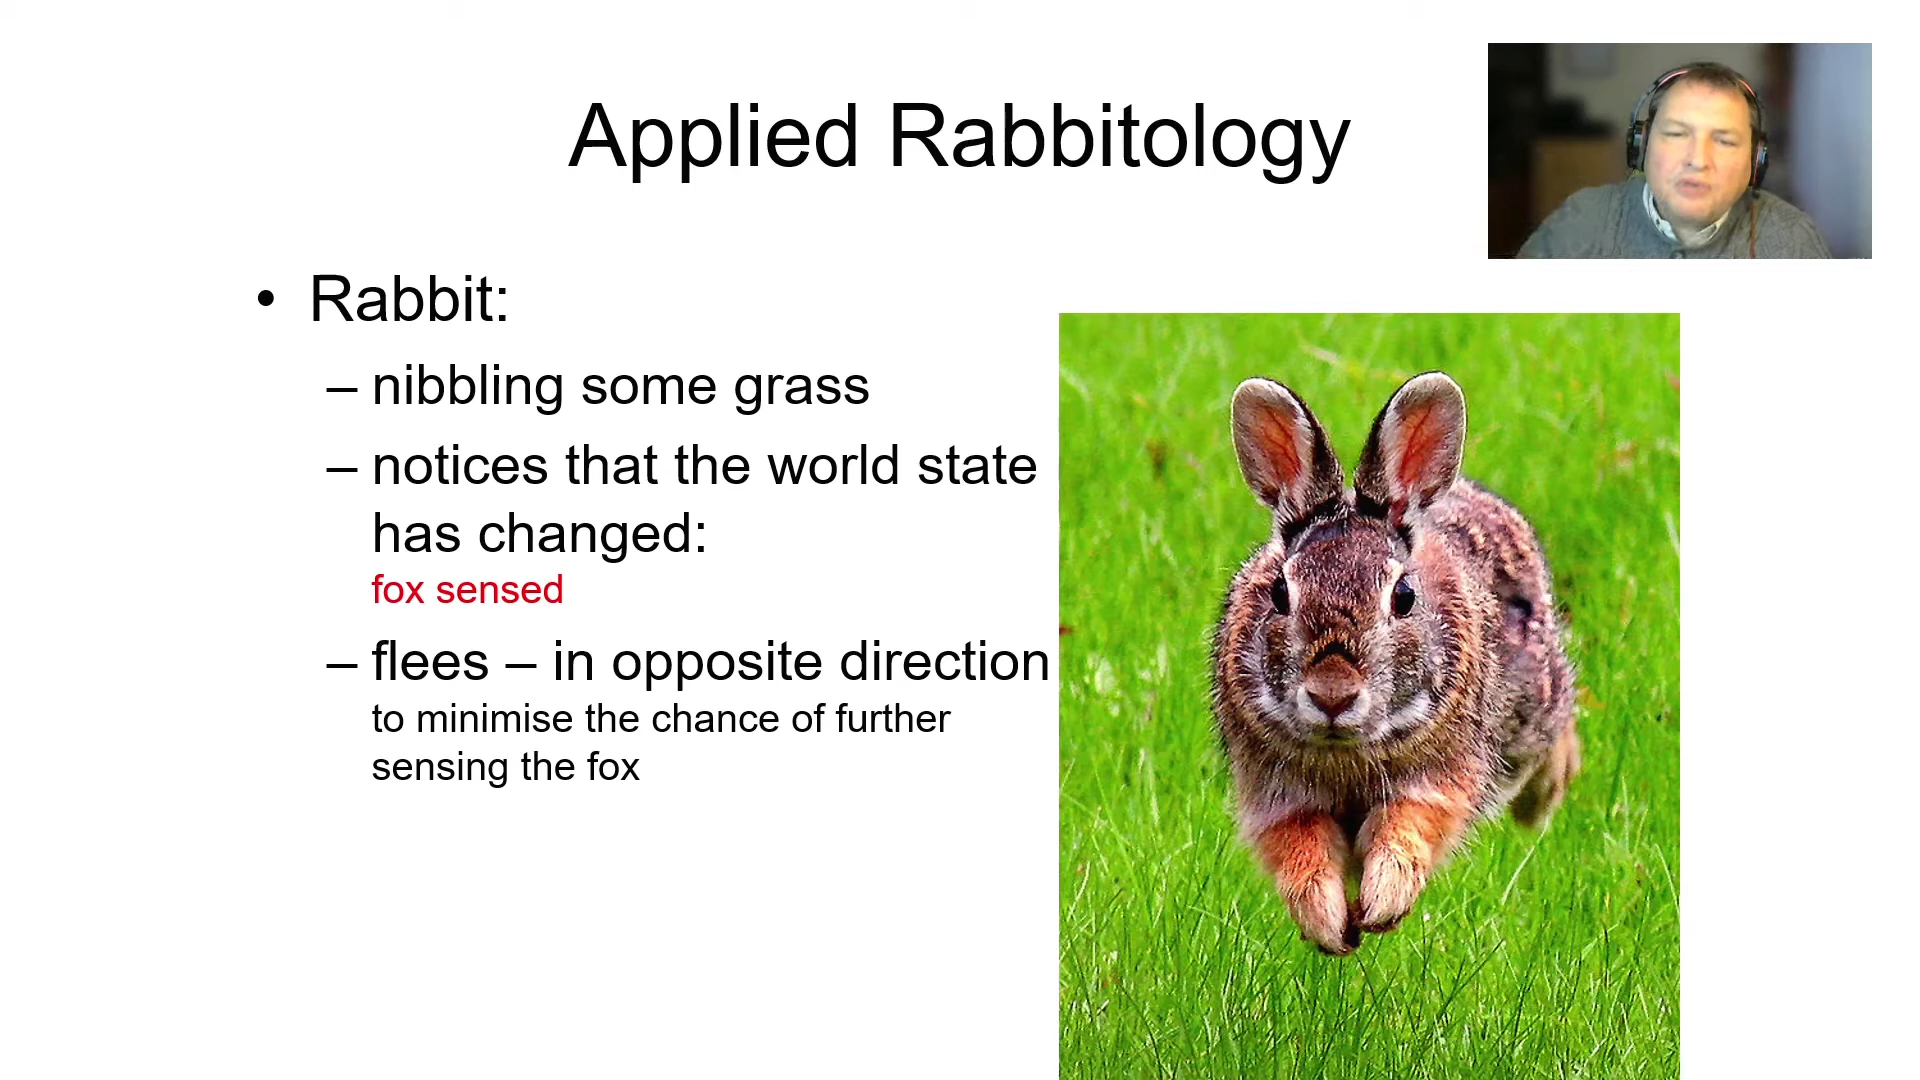 Applied Rabbitology
• Rabbit:
– nibbling some grass
– notices that the world state
has changed:
fox sensed
– flees – in opposite direction
to minimise the chance of further
sensing the fox